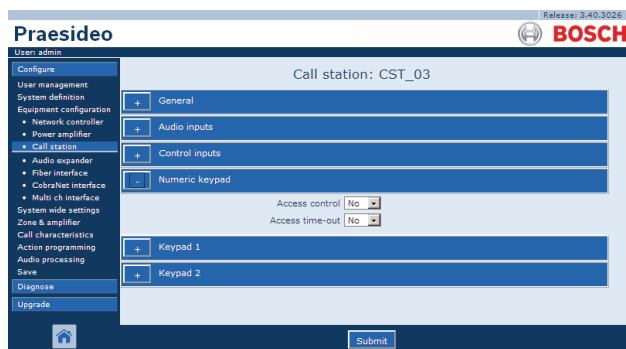 Release: 3.40.3026
Praesideo
BOSCH
User: admin
Configure
User management
System definition
Equipment configuration
• Network controller
• Power amplifier
• Call station
• Audio expander
• Fiber interface
• CobraNet interface
• Multi ch interface
System wide settings
Zone & amplifier
Call characteristics
Action programming
Audio processing
Save
Diagnose
Upgrade
Call station: CST_03
+ General
+ Audio inputs
+ Control inputs
- Numeric keypad
Access control No
Access time-out No
+ Keypad 1
+ Keypad 2
Submit